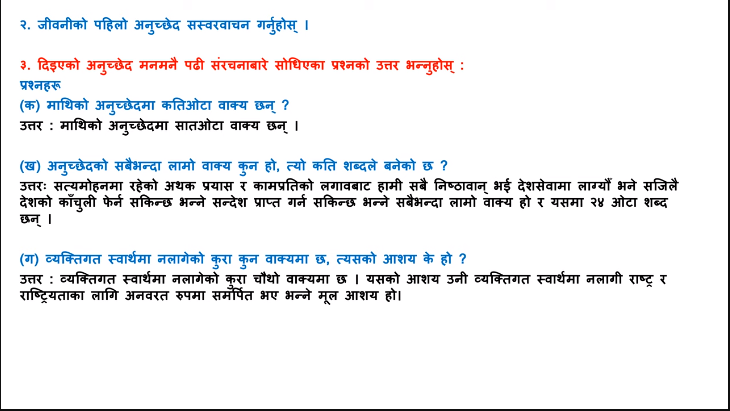 २. जीवनीको पहिलो अनुच्छेद सस्वरवाचन गर्नुहोस् ।
३. दिइएको अनुच्छेद मनमनै पढी संरचनाबारे सोधिएका प्रश्नको उत्तर भन्नुहोस् :
प्रश्नहरू
(क) माथिको अनुच्छेदमा कतिओटा वाक्य छन् ?
उत्तर : माथिको अनुच्छेदमा सातओटा वाक्य छन् ।
(ख) अनुच्छेदको सबैभन्दा लामो वाक्य कुन हो, त्यो कति शब्दले बनेको छ ?
उत्तरः सत्यमोहनमा रहेको अथक प्रयास र कामप्रतिको लगावबाट हामी सबै निष्ठावान् भई देशसेवामा लाग्यौँ भने सजिलै
देशको काँचुली फेर्न सकिन्छ भन्ने सन्देश प्राप्त गर्न सकिन्छ भन्ने सबैभन्दा लामो वाक्य हो र यसमा २४ ओटा शब्द
छन् ।
(ग) व्यक्तिगत स्वार्थमा नलागेको कुरा कुन वाक्यमा छ, त्यसको आशय के हो ?
उत्तर : व्यक्तिगत स्वार्थमा नलागेको कुरा चौथो वाक्यमा छ । यसको आशय उनी व्यक्तिगत स्वार्थमा नलागी राष्ट्र र
राष्ट्रियताका लागि अनवरत रुपमा समर्पित भए भन्ने मूल आशय हो।